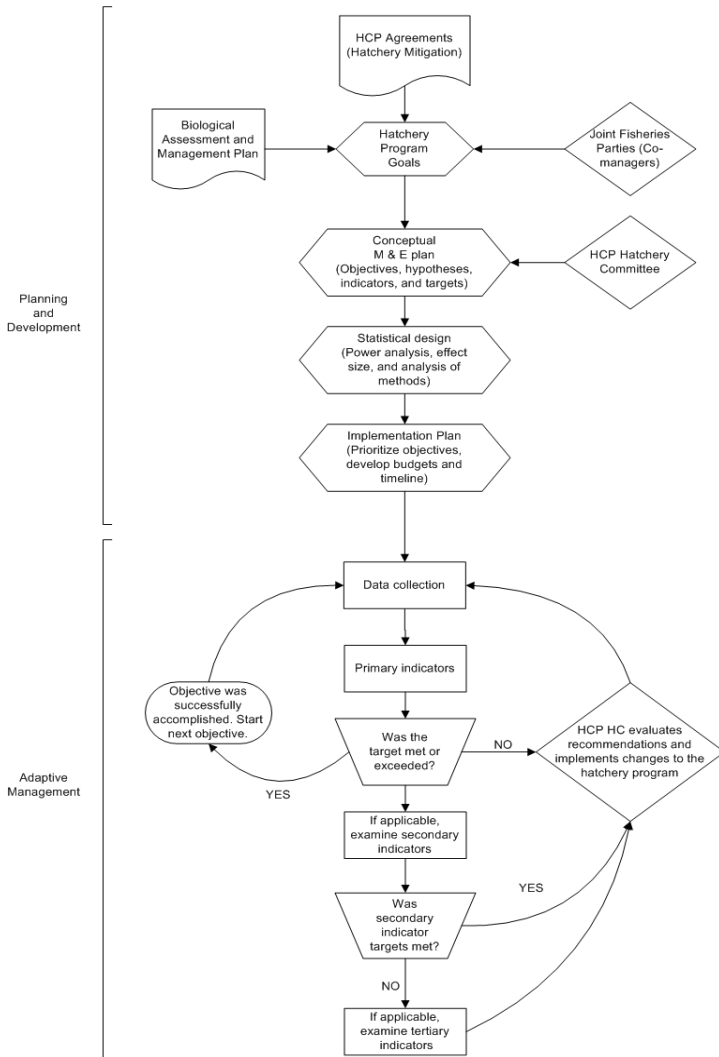 HCP Agreements
(Hatchery Mitigation)
Biological
Assessment and
Management Plan
Hatchery
Program
Goals
Joint Fisheries
Parties (Co-
managers)
Conceptual
M & E plan
(Objectives, hypotheses,
indicators, and targets)
HCP Hatchery
Committee
Planning
and
Development
Statistical design
(Power analysis, effect
size, and analysis of
methods)
Implementation Plan
(Prioritize objectives,
develop budgets and
timeline)
Data collection
Primary indicators
Objective was
successfully
accomplished. Start
next objective.
Was the
target met or
exceeded?
NO
HCP HC evaluates
recommendations and
implements changes to the
hatchery program
YES
Adaptive
Management
If applicable,
examine secondary
indicators
YES
Was
secondary
indicator
targets met?
NO
If applicable,
examine tertiary
indicators